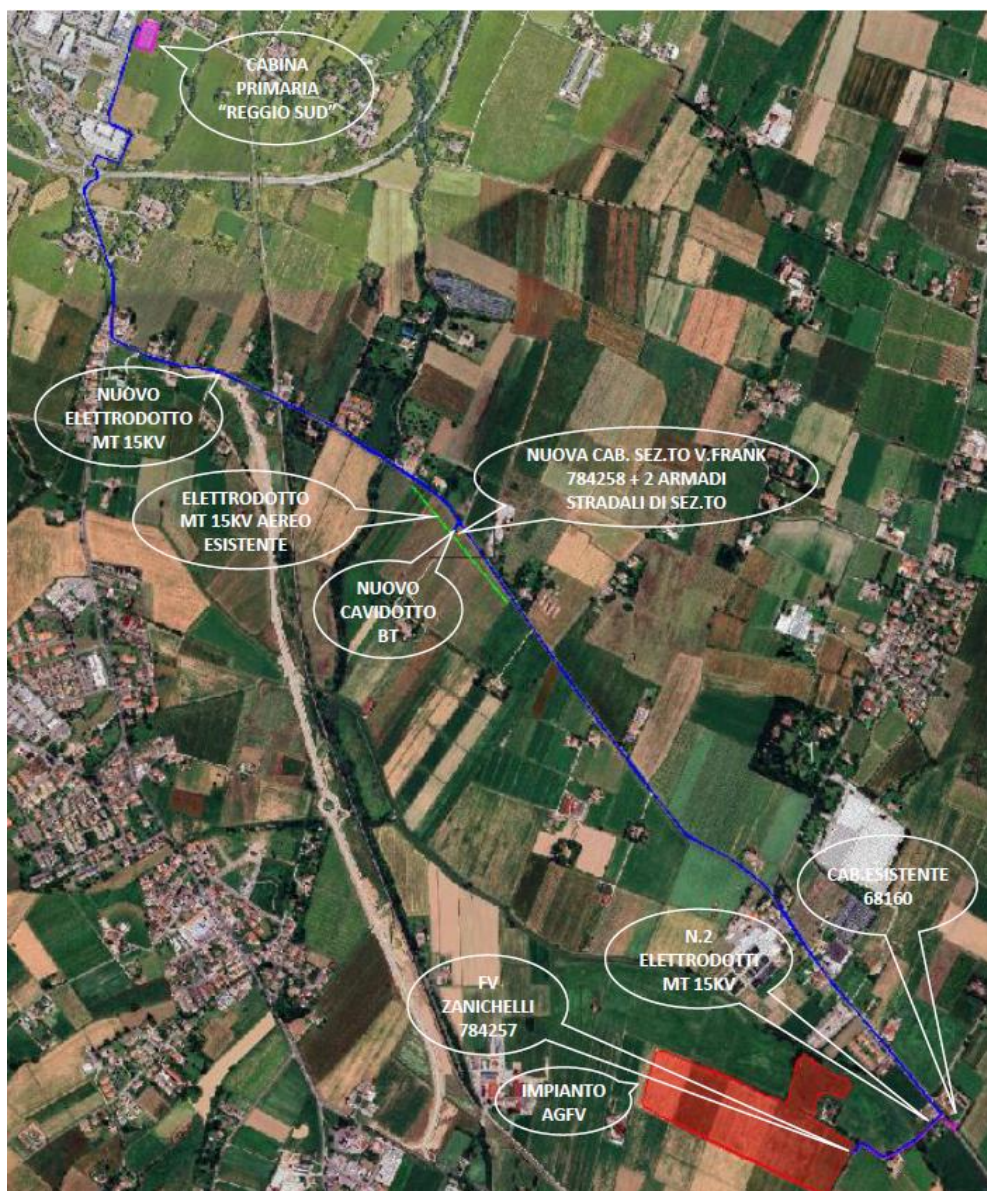 CABINA
PRIMARIA
“REGGIO SUD”
NUOVO
ELETTRODOTTO
MT 15KV
NUOVA CAB. SEZ.TO V.FRANK
784258 + 2 ARMADI
STRADALI DI SEZ.TO
ELETTRODOTTO
MT 15KV AEREO
ESISTENTE
NUOVO
CAVIDOTTO
BT
CAB.ESISTENTE
68160
N.2
ELETTRODOTTI
MT 15KV
FV
ZANICHELLI
784257
IMPIANTO
AGFV